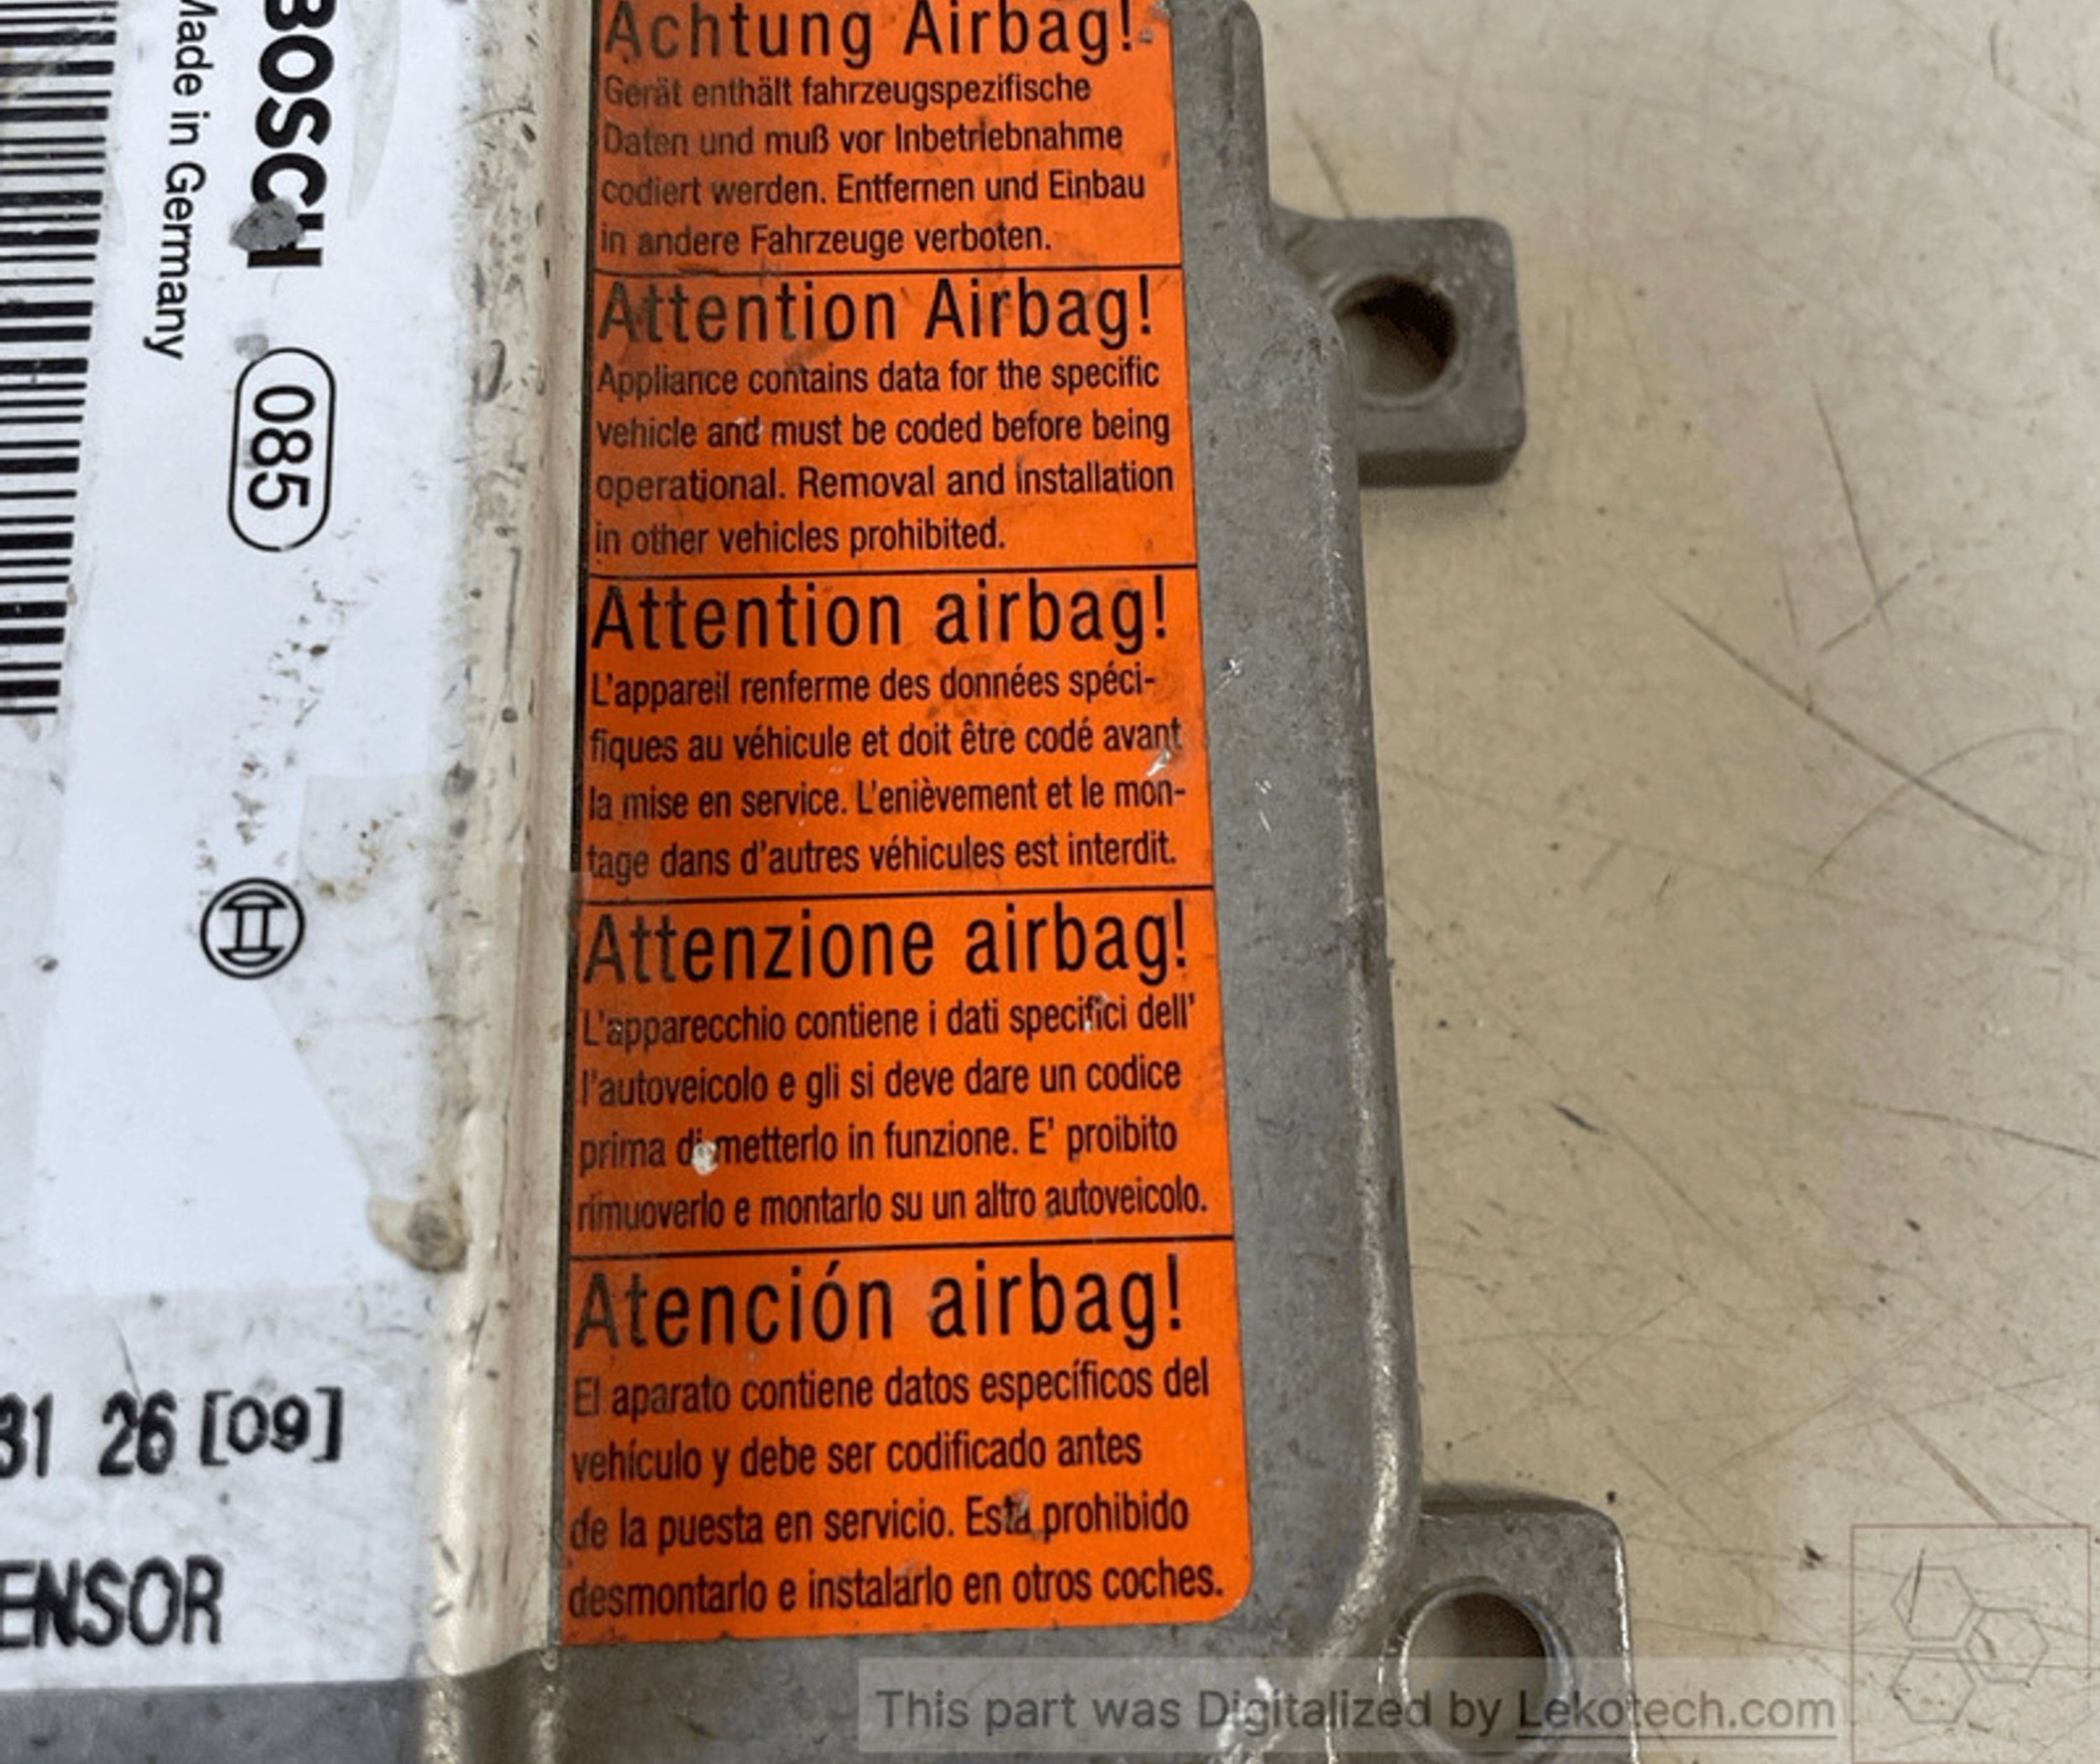 BOSCH
Made in Germany
085
31 26 [09]
ENSOR
Achtung Airbag!
Gerät enthält fahrzeugspezifische
Daten und muß vor Inbetriebnahme
codiert werden. Entfernen und Einbau
in andere Fahrzeuge verboten.
Attention Airbag!
Appliance contains data for the specific
vehicle and must be coded before being
operational. Removal and installation
in other vehicles prohibited.
Attention airbag!
L'appareil renferme des données spéci-
fiques au véhicule et doit être codé avant
la mise en service. L'enièvement et le mon-
tage dans d'autres véhicules est interdit.
Attenzione airbag!
L'apparecchio contiene i dati specifici dell'
l'autoveicolo e gli si deve dare un codice
prima di metterlo in funzione. E' proibito
rimuoverlo e montarlo su un altro autoveicolo.
Atención airbag!
El aparato contiene datos específicos del
vehículo y debe ser codificado antes
de la puesta en servicio. Está prohibido
desmontarlo e instalarlo en otros coches.
This part was Digitalized by Lekotech.com